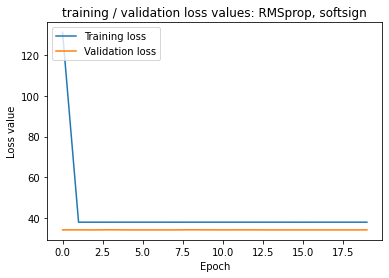 training / validation loss values: RMSprop, softsign
Training loss
Validation loss
120
100
80
60
40
Loss value
0.0 2.5 5.0 7.5 10.0 12.5 15.0 17.5
Epoch